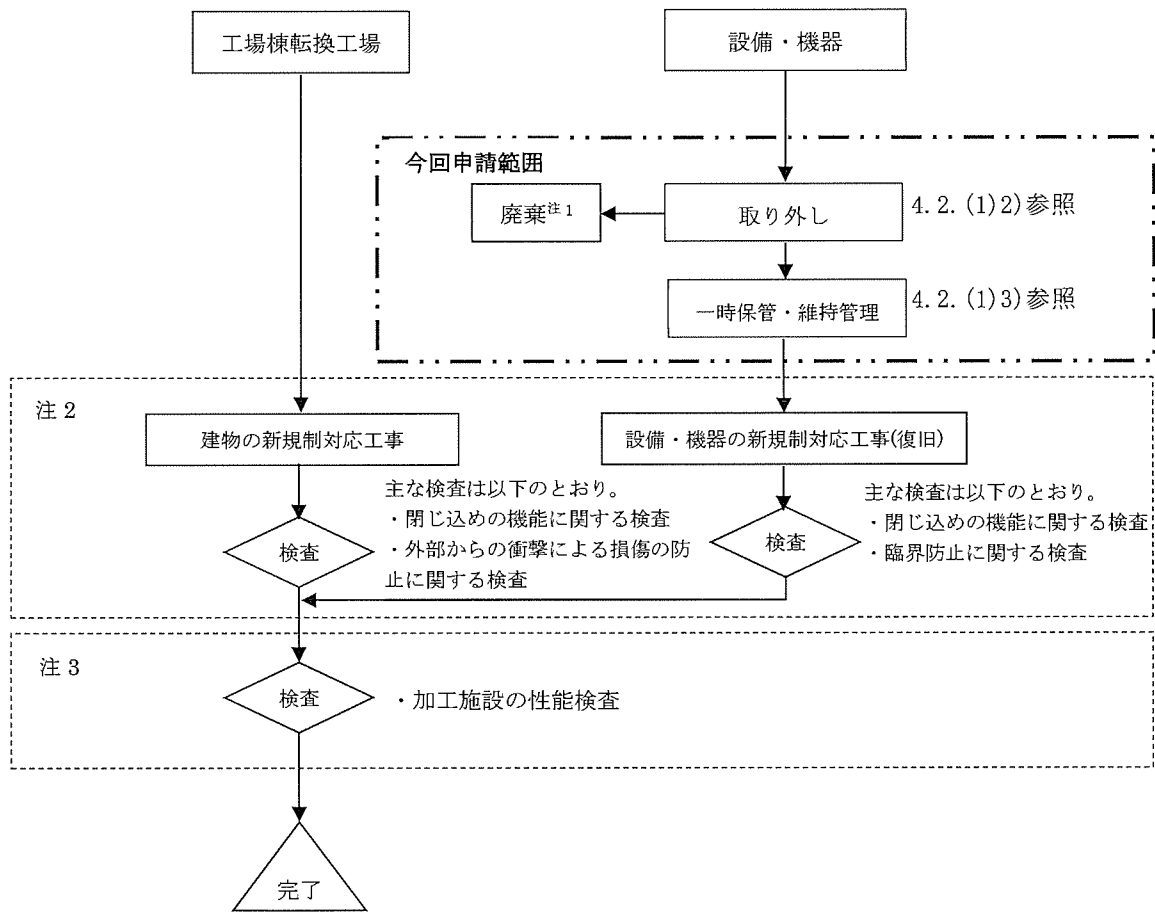 工場棟転換工場
設備・機器
今回申請範囲
廃棄注1
取り外し
4.2.(1)2)参照
一時保管・維持管理
4.2.(1)3)参照
注2
建物の新規制対応工事
設備・機器の新規制対応工事(復旧)
主な検査は以下のとおり。
・閉じ込めの機能に関する検査
・外部からの衝撃による損傷の防
止に関する検査
検査
主な検査は以下のとおり。
・閉じ込めの機能に関する検査
・臨界防止に関する検査
検査
注3
検査
・加工施設の性能検査
完了